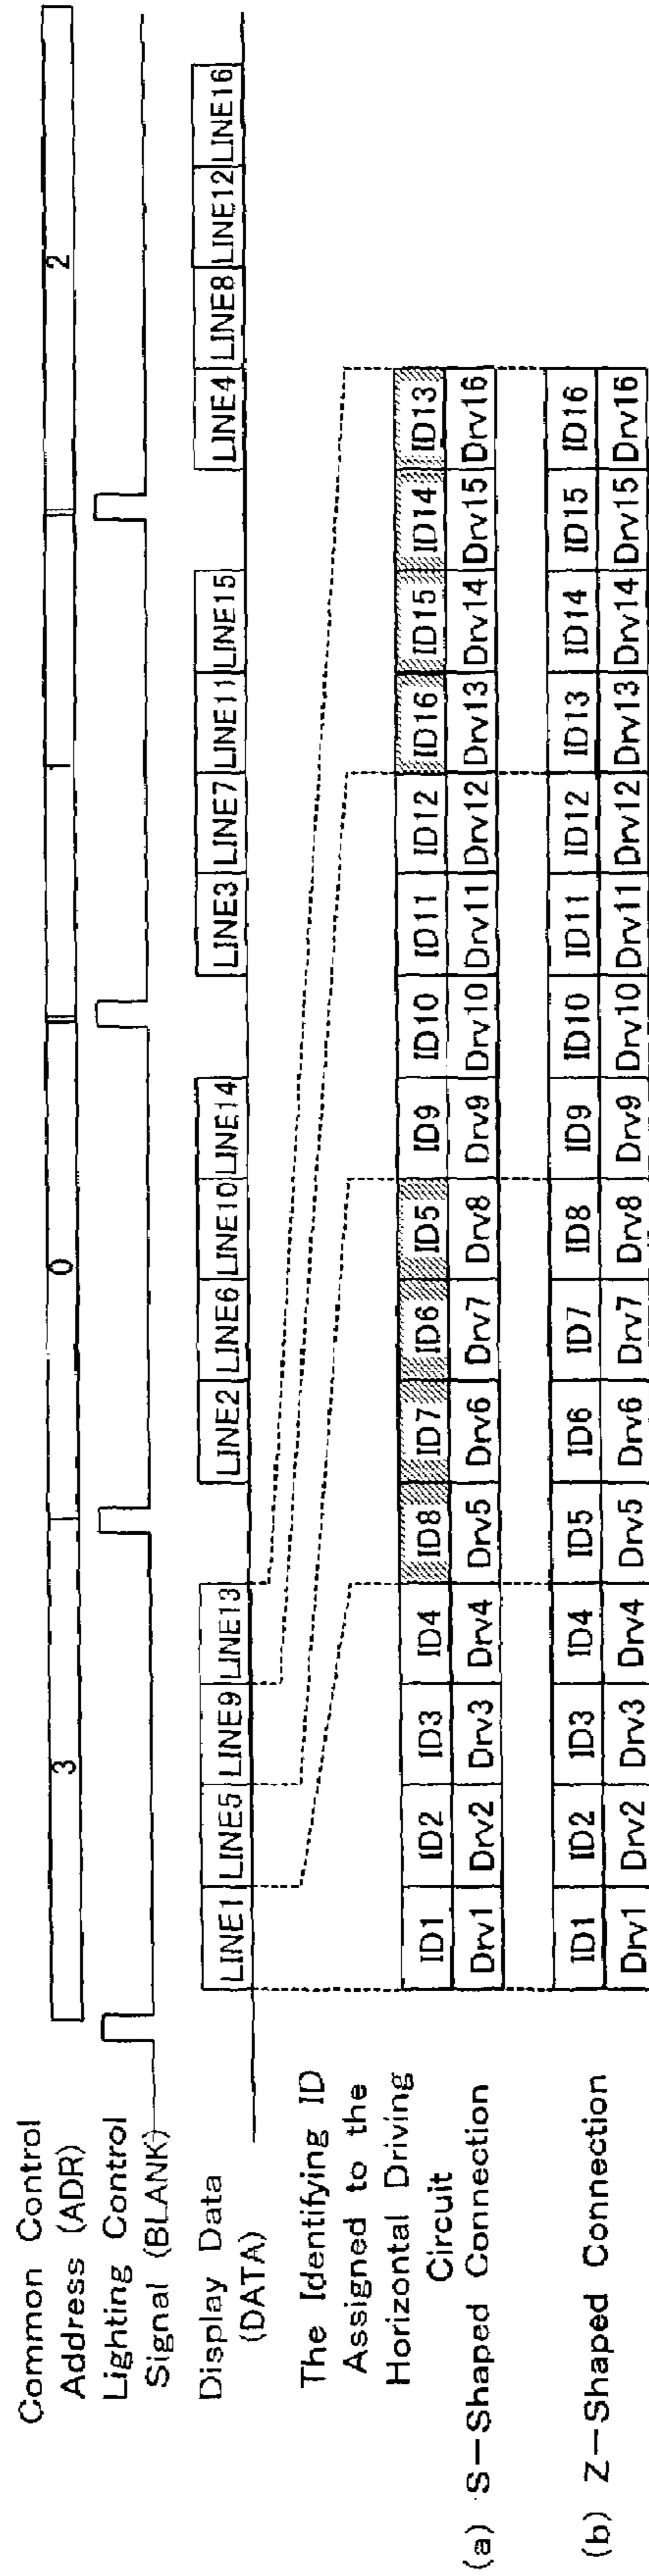 Common Control
Address (ADR)
3 0 1 2
Lighting Control
Signal (BLANK)
Display Data
(DATA)
LINE1 LINE5 LINE9 LINE13 LINE2 LINE6 LINE10 LINE14 LINE3 LINE7 LINE11 LINE15 LINE4 LINE8 LINE12 LINE16
The Identifying ID
Assigned to the
Horizontal Driving
Circuit
(a) S-Shaped Connection
ID1 ID2 ID3 ID4 ID8 ID7 ID6 ID5 ID9 ID10 ID11 ID12 ID16 ID15 ID14 ID13
Drv1 Drv2 Drv3 Drv4 Drv5 Drv6 Drv7 Drv8 Drv9 Drv10 Drv11 Drv12 Drv13 Drv14 Drv15 Drv16
(b) Z-Shaped Connection
ID1 ID2 ID3 ID4 ID5 ID6 ID7 ID8 ID9 ID10 ID11 ID12 ID13 ID14 ID15 ID16
Drv1 Drv2 Drv3 Drv4 Drv5 Drv6 Drv7 Drv8 Drv9 Drv10 Drv11 Drv12 Drv13 Drv14 Drv15 Drv16